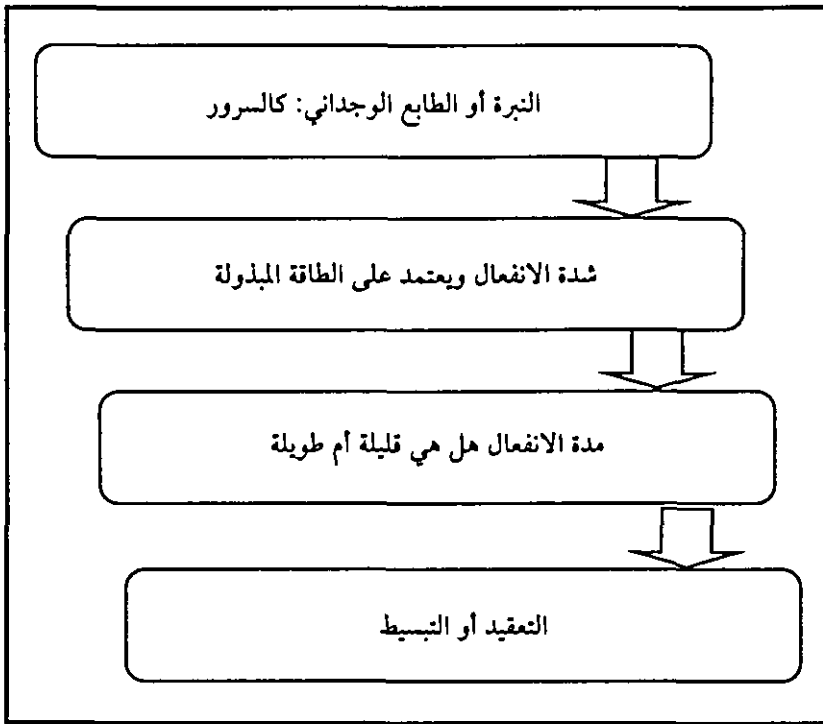 النبرة أو الطابع الوجداني: كالسرور
شدة الانفعال ويعتمد على الطاقة المبذولة
مدة الانفعال هل هي قليلة أم طويلة
التعقيد أو التبسيط